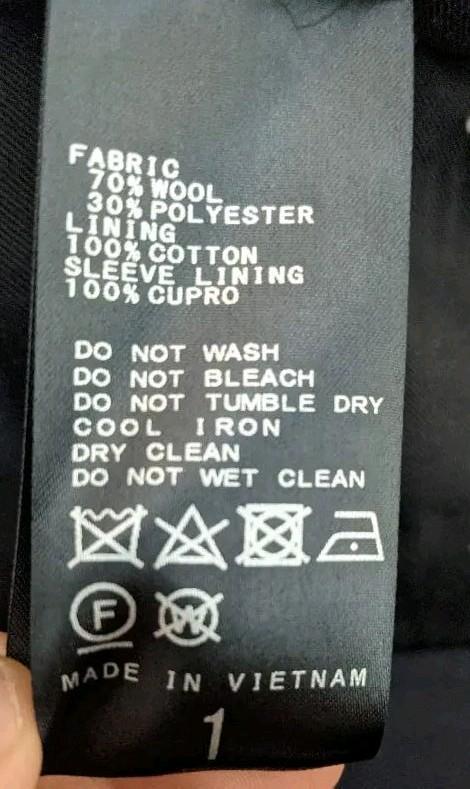 FABRIC
70% WOOL
30% POLYESTER
LINING
100% COTTON
SLEEVE LINING
100% CUPRO
DO NOT WASH
DO NOT BLEACH
DO NOT TUMBLE DRY
COOL IRON
DRY CLEAN
DO NOT WET CLEAN
F W
MADE IN VIETNAM
1